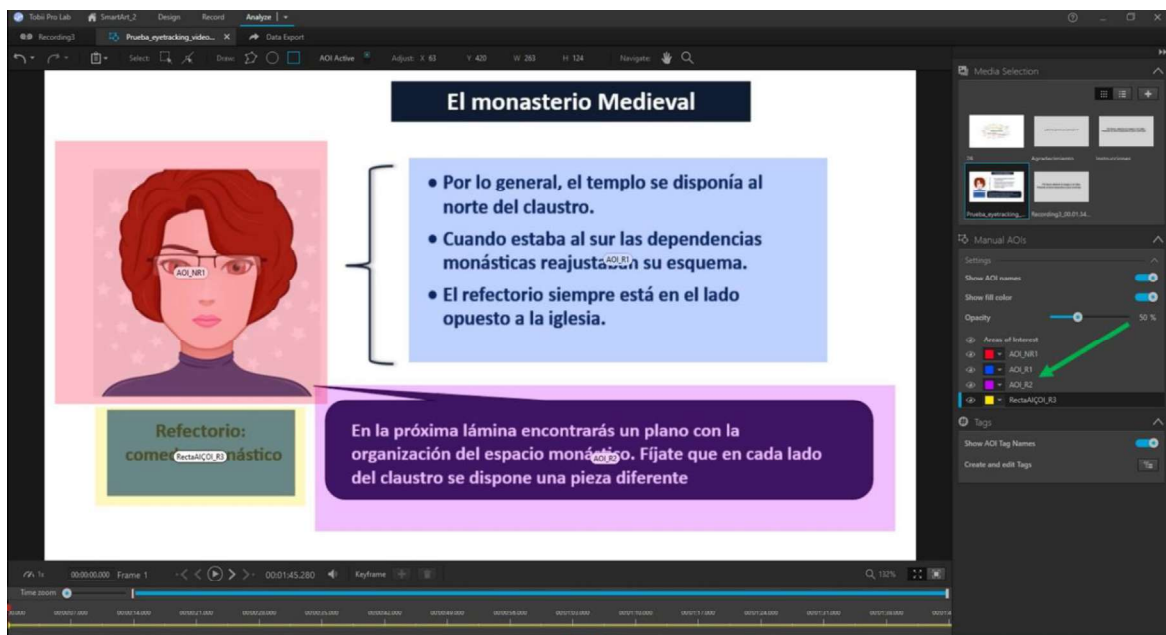 Tobii Pro Lab SmartArt_2 Design Record Analyze
Recording3 Prueba_eyetracking_video... X Data Export
Select: Draw: AOI Active Adjust: X 63 Y 420 W 263 H 124 Navigate:
El monasterio Medieval
• Por lo general, el templo se disponía al
norte del claustro.
• Cuando estaba al sur las dependencias
monásticas reajustaban su esquema.
AOI_R1
• El refectorio siempre está en el lado
opuesto a la iglesia.
AOI_NR1
Refectorio:
comedor monástico
RectaAIÇOI_R3
En la próxima lámina encontrarás un plano con la
organización del espacio monástico. Fíjate que en cada lado
AOI_R2
del claustro se dispone una pieza diferente
Media Selection
Agradecimiento
Prueba_eyetracking_... Recording2_00.01.34...
Manual AOIs
Settings
Show AOI names
Show fill color
Opacity 50 %
Areas of Interest
AOI_NR1
AOI_R1
AOI_R2
RectaAIÇOI_R3
Tags
Show AOI Tag Names
Create and edit Tags
1x 00:00:00.000 Frame 1 00:01:45.280 Keyframe 132%
Time zoom